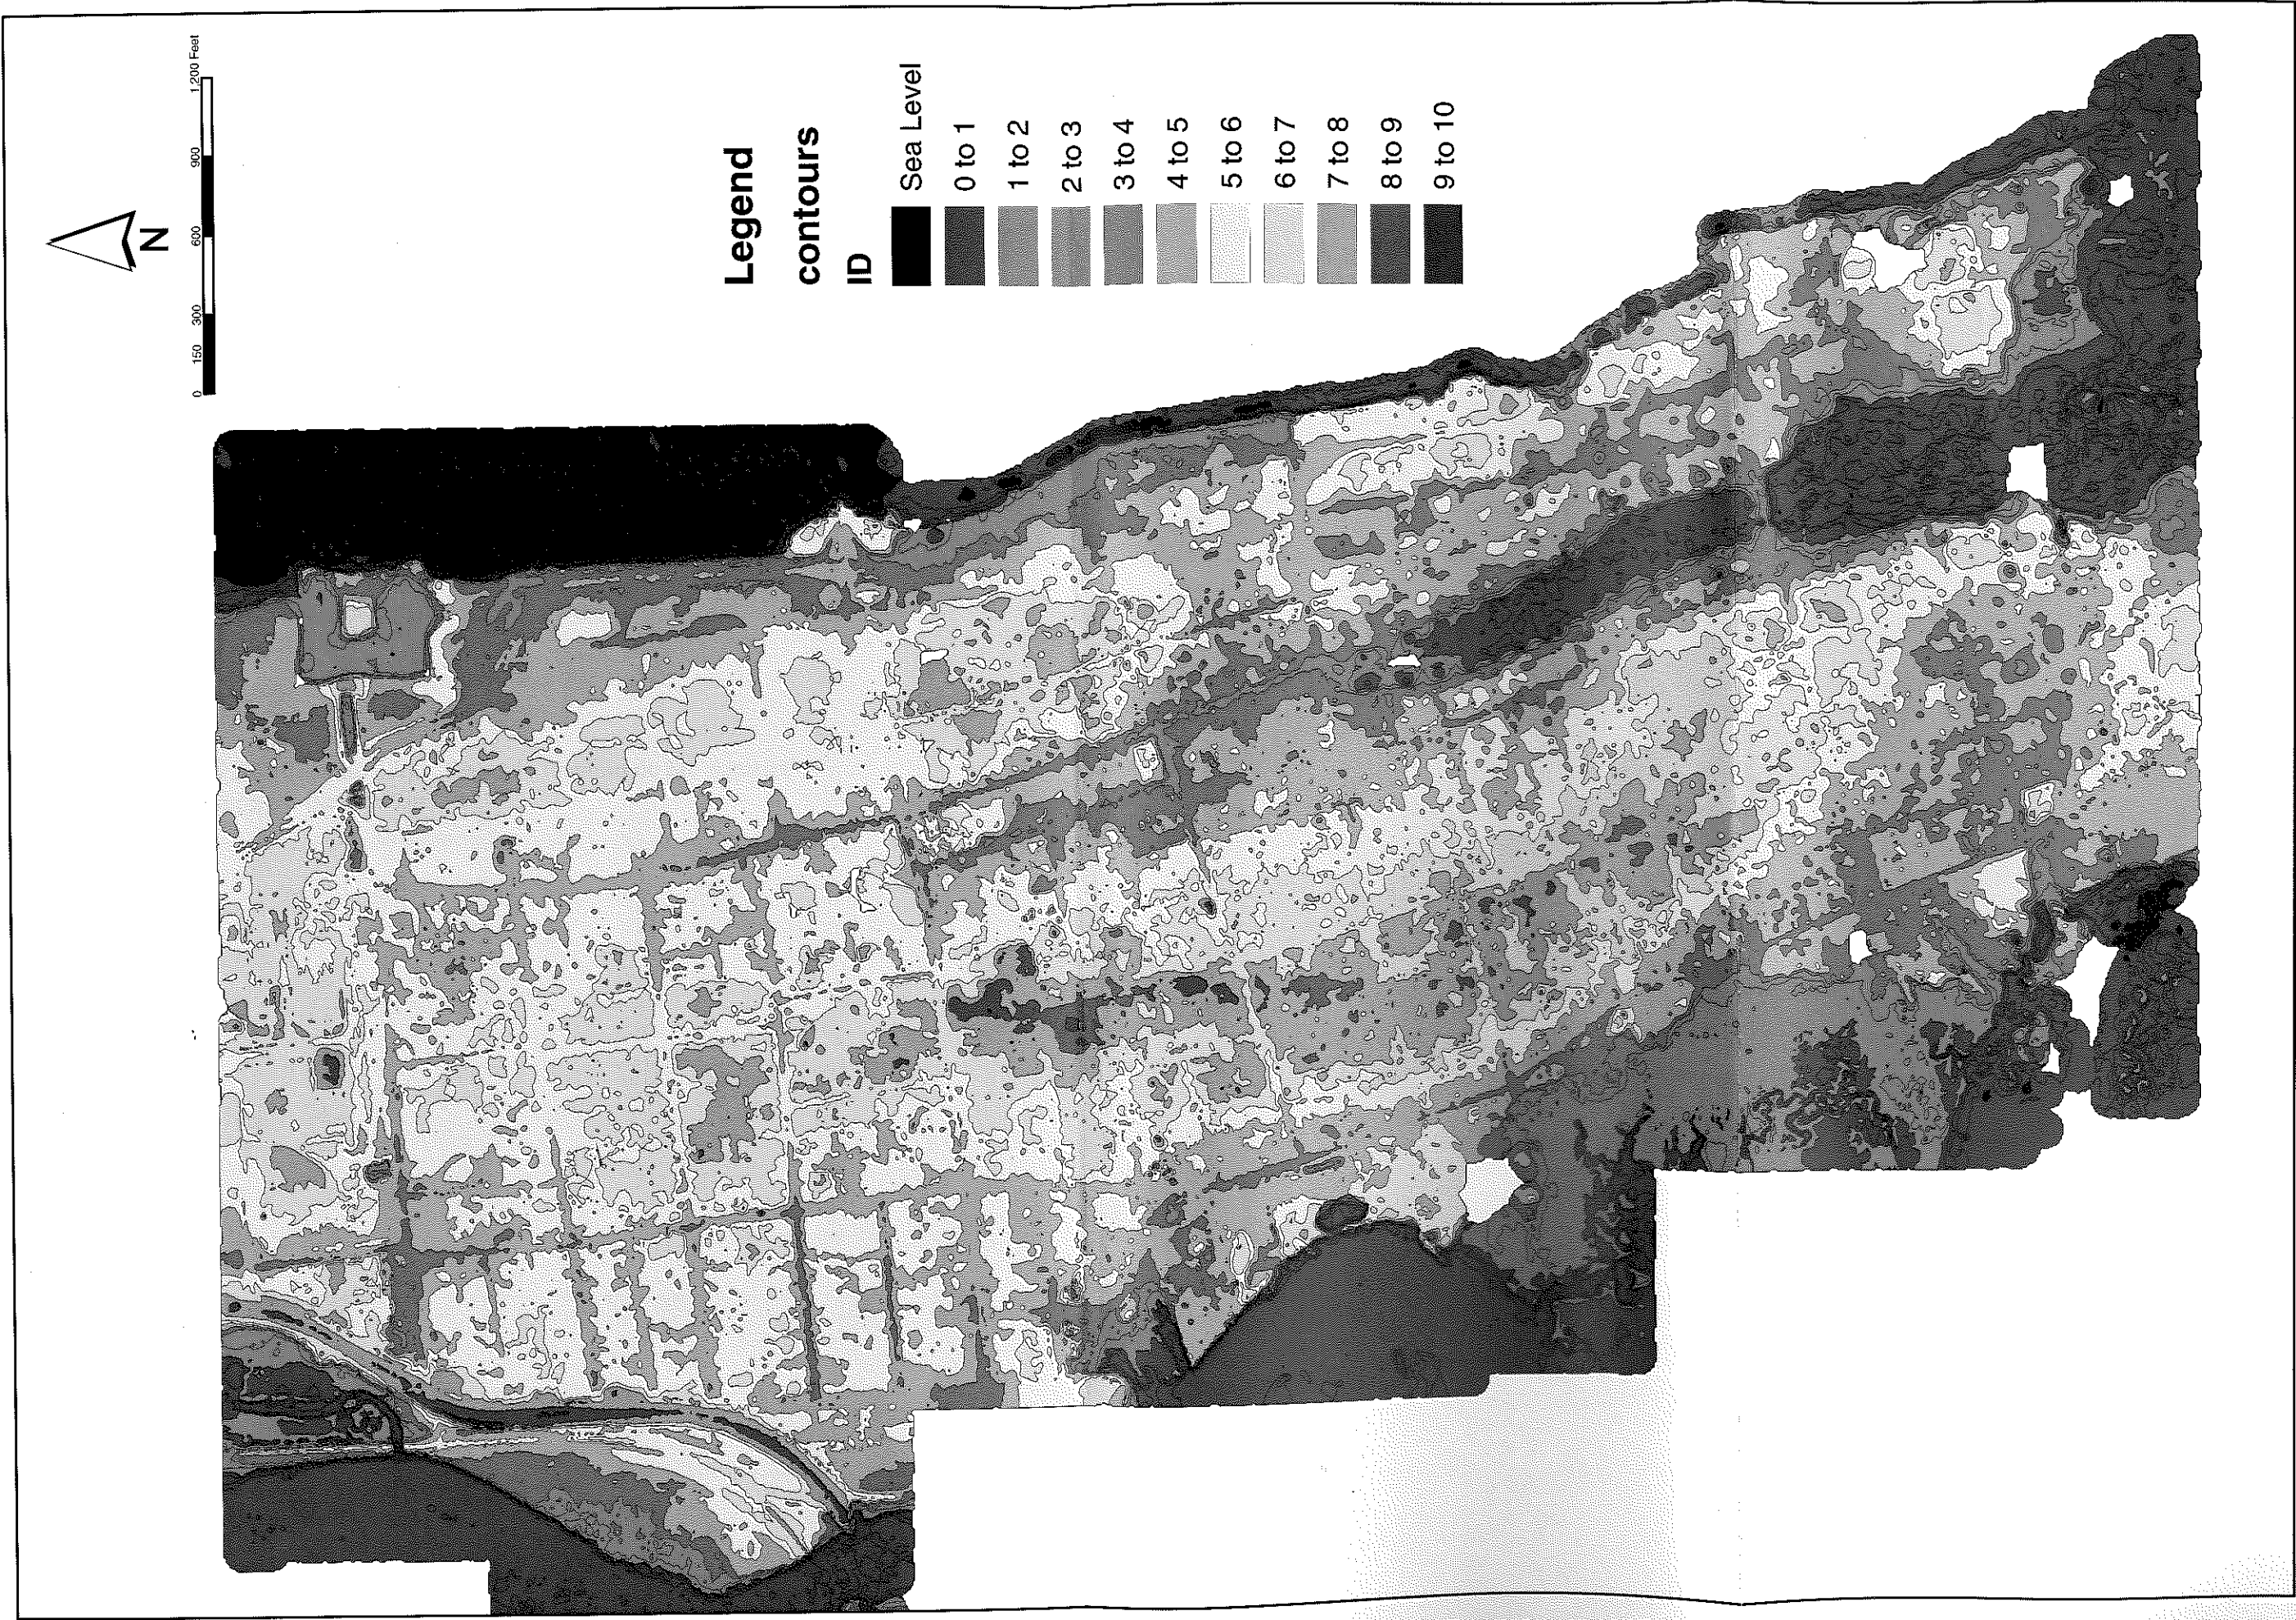 N
0 150 300 600 900 1,200 Feet
Legend
contours
ID
Sea Level
0 to 1
1 to 2
2 to 3
3 to 4
4 to 5
5 to 6
6 to 7
7 to 8
8 to 9
9 to 10